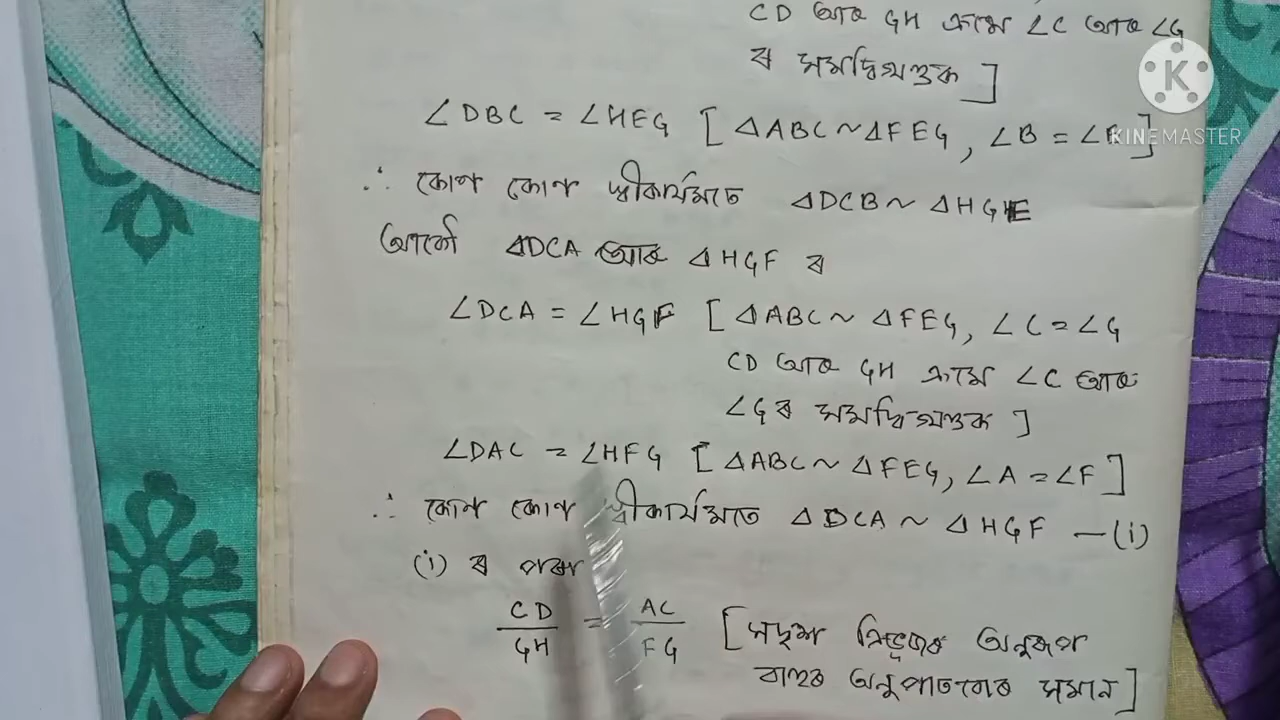 CD আৰু GH ক্ৰমে ∠C আৰু ∠G
ৰ সমদ্বিখণ্ডক ]
∠DBC = ∠HEG [ ΔABC ~ ΔFEG, ∠B = ∠E ]
∴ কোণ কোণ স্বীকাৰ্যমতে ΔDCB ~ ΔHGE
আকৌ ΔDCA আৰু ΔHGF ৰ
∠DCA = ∠HGF [ ΔABC ~ ΔFEG, ∠C = ∠G
CD আৰু GH ক্ৰমে ∠C আৰু
∠G ৰ সমদ্বিখণ্ডক ]
∠DAC = ∠HFG [ ΔABC ~ ΔFEG, ∠A = ∠F ]
∴ কোণ কোণ স্বীকাৰ্যমতে ΔDCA ~ ΔHGF —(i)
(i) ৰ পৰা
CD/GH = AC/FG [ সদৃশ ত্ৰিভুজৰ অনুৰূপ
বাহুৰ অনুপাতবোৰ সমান ]
K
KINEMASTER